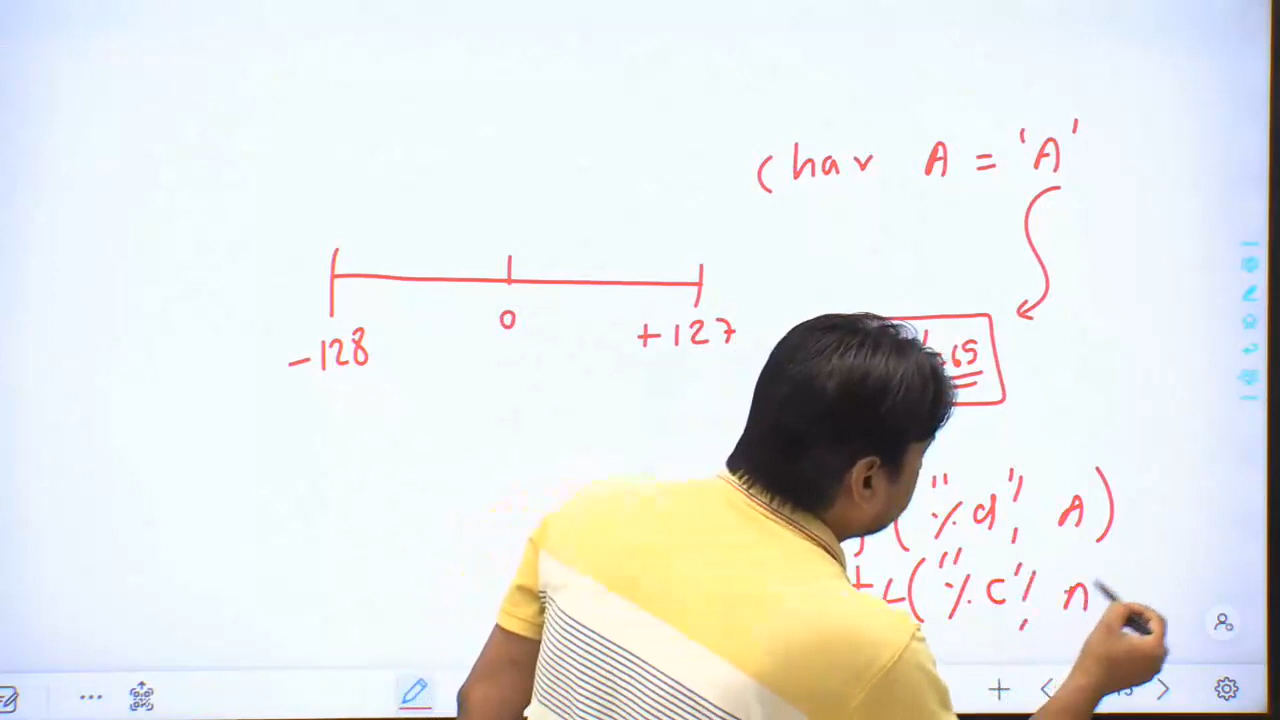 char A = 'A'
-128 0 +127
65
("%d", A)
("%c",